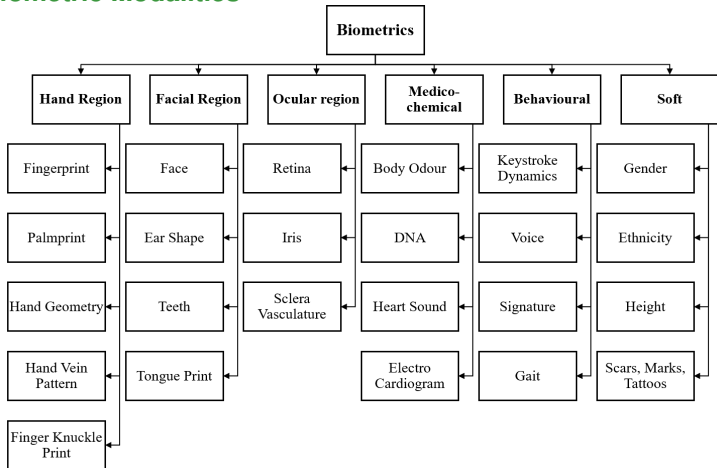 Biometric Modalities
Biometrics
Hand Region
Facial Region
Ocular region
Medico-
chemical
Behavioural
Soft
Fingerprint
Face
Retina
Body Odour
Keystroke
Dynamics
Gender
Palmprint
Ear Shape
Iris
DNA
Voice
Ethnicity
Hand Geometry
Teeth
Sclera
Vasculature
Heart Sound
Signature
Height
Hand Vein
Pattern
Tongue Print
Electro
Cardiogram
Gait
Scars, Marks,
Tattoos
Finger Knuckle
Print